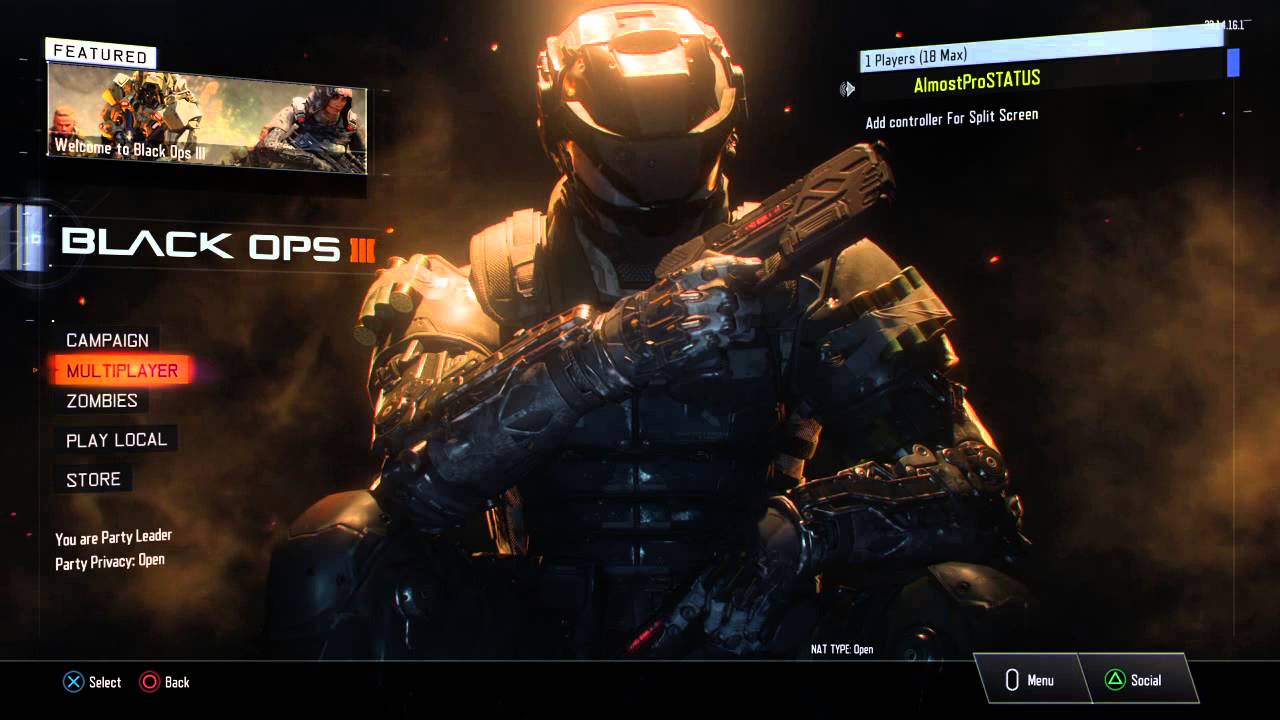 FEATURED
Welcome to Black Ops III
BLACK OPS III
CAMPAIGN
MULTIPLAYER
ZOMBIES
PLAY LOCAL
STORE
You are Party Leader
Party Privacy: Open
1 Players (18 Max)
AlmostProSTATUS
Add controller For Split Screen
NAT TYPE: Open
Select
Back
Menu
Social